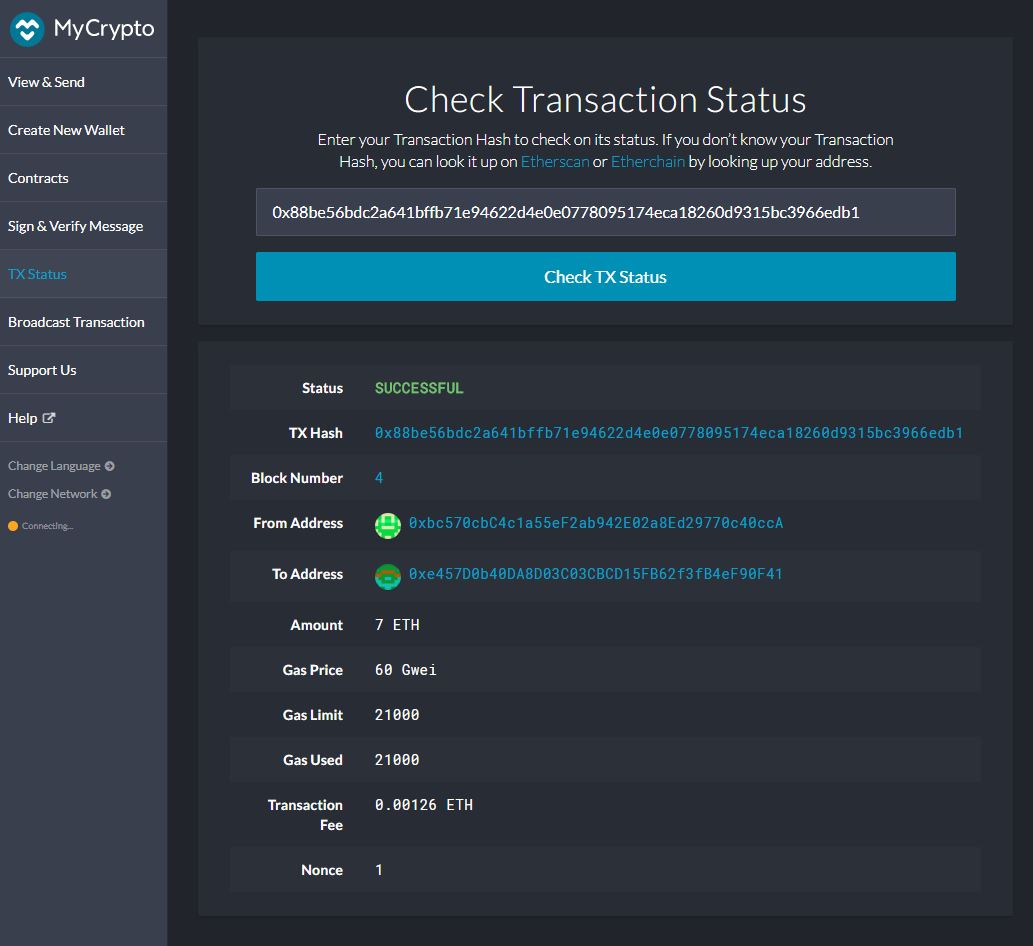 MyCrypto
View & Send
Create New Wallet
Contracts
Sign & Verify Message
TX Status
Broadcast Transaction
Support Us
Help
Change Language
Change Network
Connecting...
Check Transaction Status
Enter your Transaction Hash to check on its status. If you don’t know your Transaction
Hash, you can look it up on Etherscan or Etherchain by looking up your address.
0x88be56bdc2a641bffb71e94622d4e0e0778095174eca18260d9315bc3966edb1
Check TX Status
Status SUCCESSFUL
TX Hash 0x88be56bdc2a641bffb71e94622d4e0e0778095174eca18260d9315bc3966edb1
Block Number 4
From Address 0xbc570cbC4c1a55eF2ab942E02a8Ed29770c40ccA
To Address 0xe457D0b40DA8D03C03CBCD15FB62f3fB4eF90F41
Amount 7 ETH
Gas Price 60 Gwei
Gas Limit 21000
Gas Used 21000
Transaction 0.00126 ETH
Fee
Nonce 1